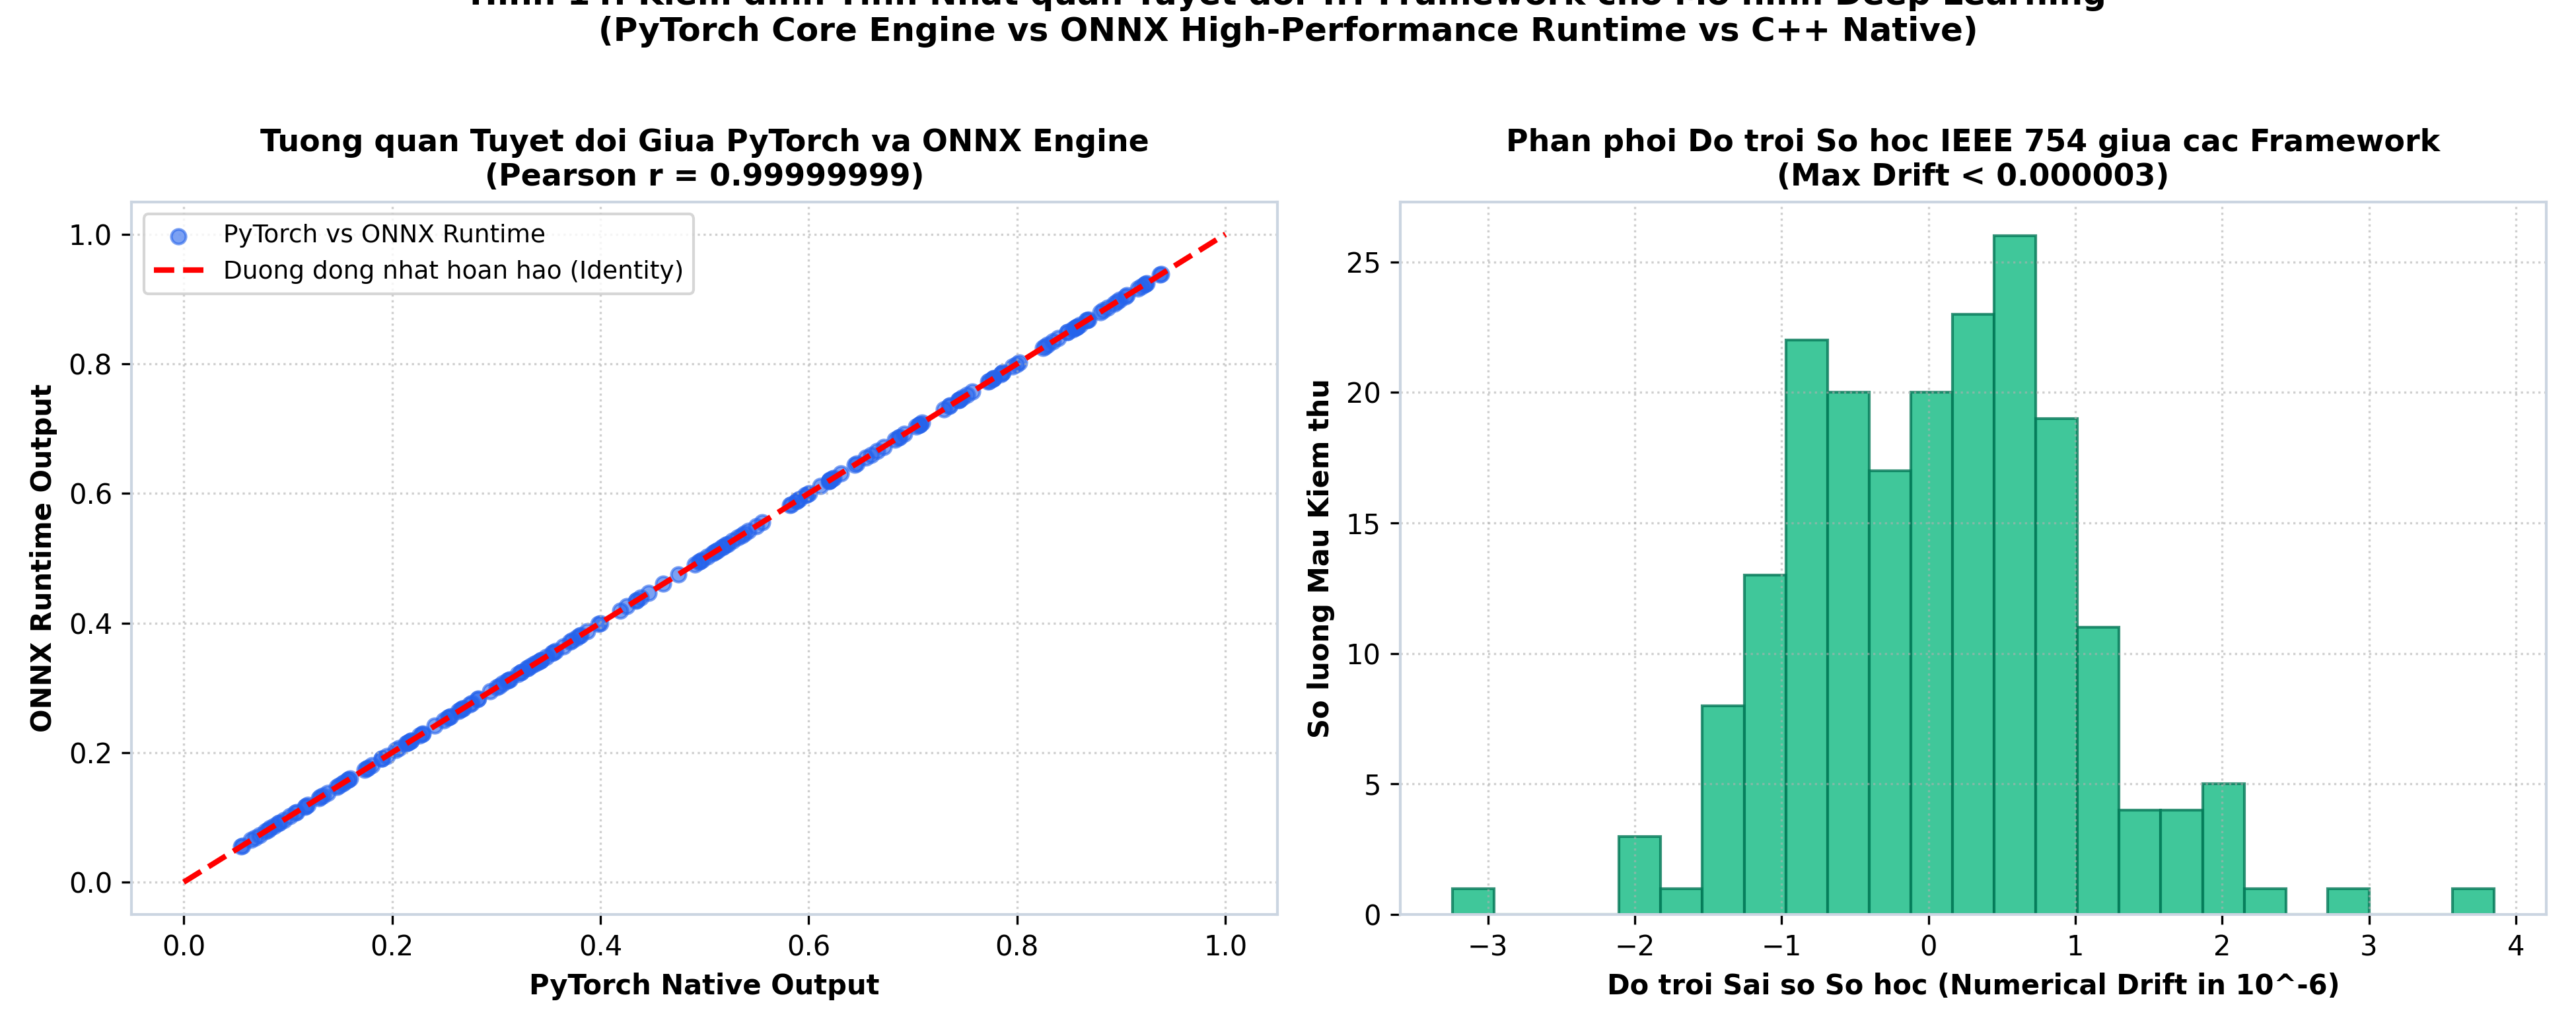 (PyTorch Core Engine vs ONNX High-Performance Runtime vs C++ Native)
Tuong quan Tuyet doi Giua PyTorch va ONNX Engine
(Pearson r = 0.99999999)
PyTorch vs ONNX Runtime
Duong dong nhat hoan hao (Identity)
ONNX Runtime Output
1.0
0.8
0.6
0.4
0.2
0.0
0.0 0.2 0.4 0.6 0.8 1.0
PyTorch Native Output
Phan phoi Do troi So hoc IEEE 754 giua cac Framework
(Max Drift < 0.000003)
So luong Mau Kiem thu
25
20
15
10
5
0
−3 −2 −1 0 1 2 3 4
Do troi Sai so So hoc (Numerical Drift in 10^-6)